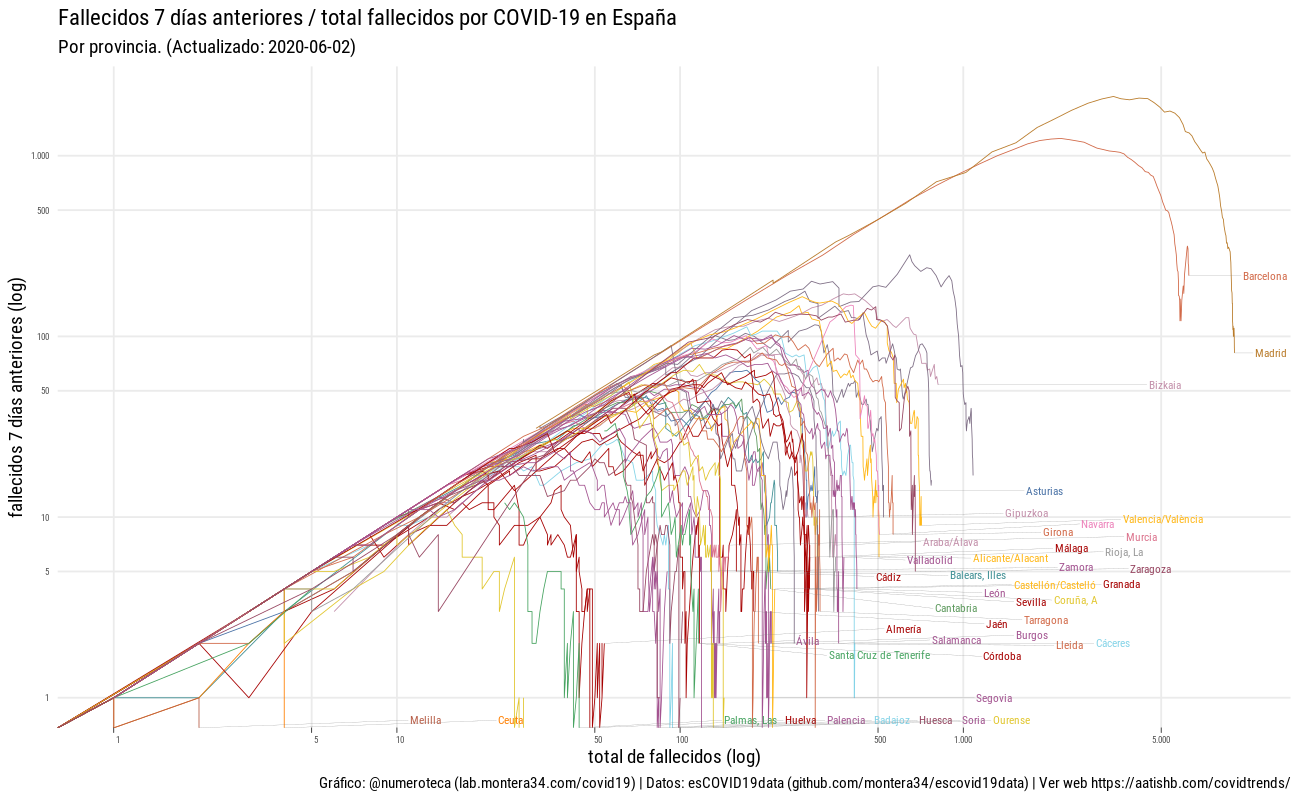 Fallecidos 7 días anteriores / total fallecidos por COVID-19 en España
Por provincia. (Actualizado: 2020-06-02)
fallecidos 7 días anteriores (log)
1.000
500
100
50
10
5
1
Barcelona
Madrid
Bizkaia
Asturias
Gipuzkoa
Navarra
Valencia/València
Girona
Murcia
Araba/Álava
Málaga
Rioja, La
Valladolid
Alicante/Alacant
Zamora
Zaragoza
Cádiz
Balears, Illes
Castellón/Castelló
Granada
León
Sevilla
Coruña, A
Cantabria
Jaén
Tarragona
Almería
Burgos
Ávila
Salamanca
Lleida
Cáceres
Santa Cruz de Tenerife
Córdoba
Segovia
Melilla
Ceuta
Palmas, Las
Huelva
Palencia
Badajoz
Huesca
Soria
Ourense
1
5
10
50
100
500
1.000
5.000
total de fallecidos (log)
Gráfico: @numeroteca (lab.montera34.com/covid19) | Datos: esCOVID19data (github.com/montera34/escovid19data) | Ver web https://aatishb.com/covidtrends/